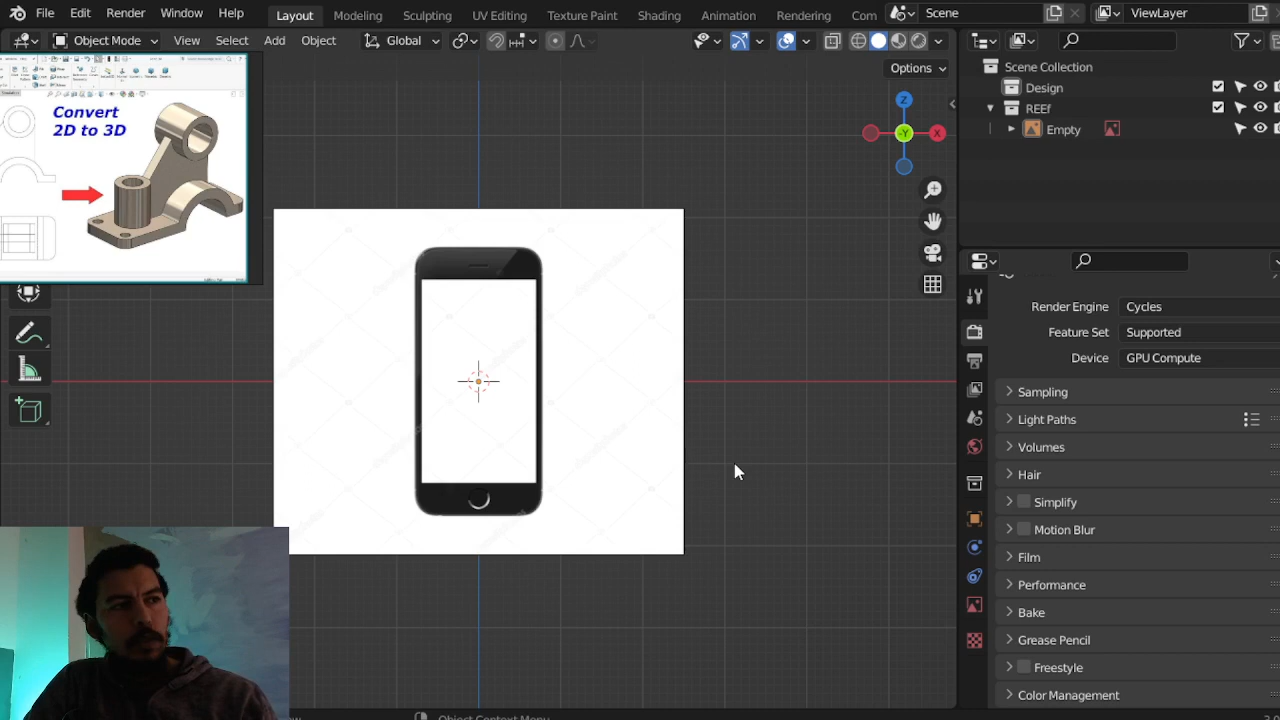 File Edit Render Window Help
Layout Modeling Sculpting UV Editing Texture Paint Shading Animation Rendering Com
Scene
ViewLayer
Object Mode View Select Add Object
Global
Options
Convert
2D to 3D
Z
-Y
X
Scene Collection
Design
REEf
Empty
Render Engine Cycles
Feature Set Supported
Device GPU Compute
Sampling
Light Paths
Volumes
Hair
Simplify
Motion Blur
Film
Performance
Bake
Grease Pencil
Freestyle
Color Management
Object Context Menu